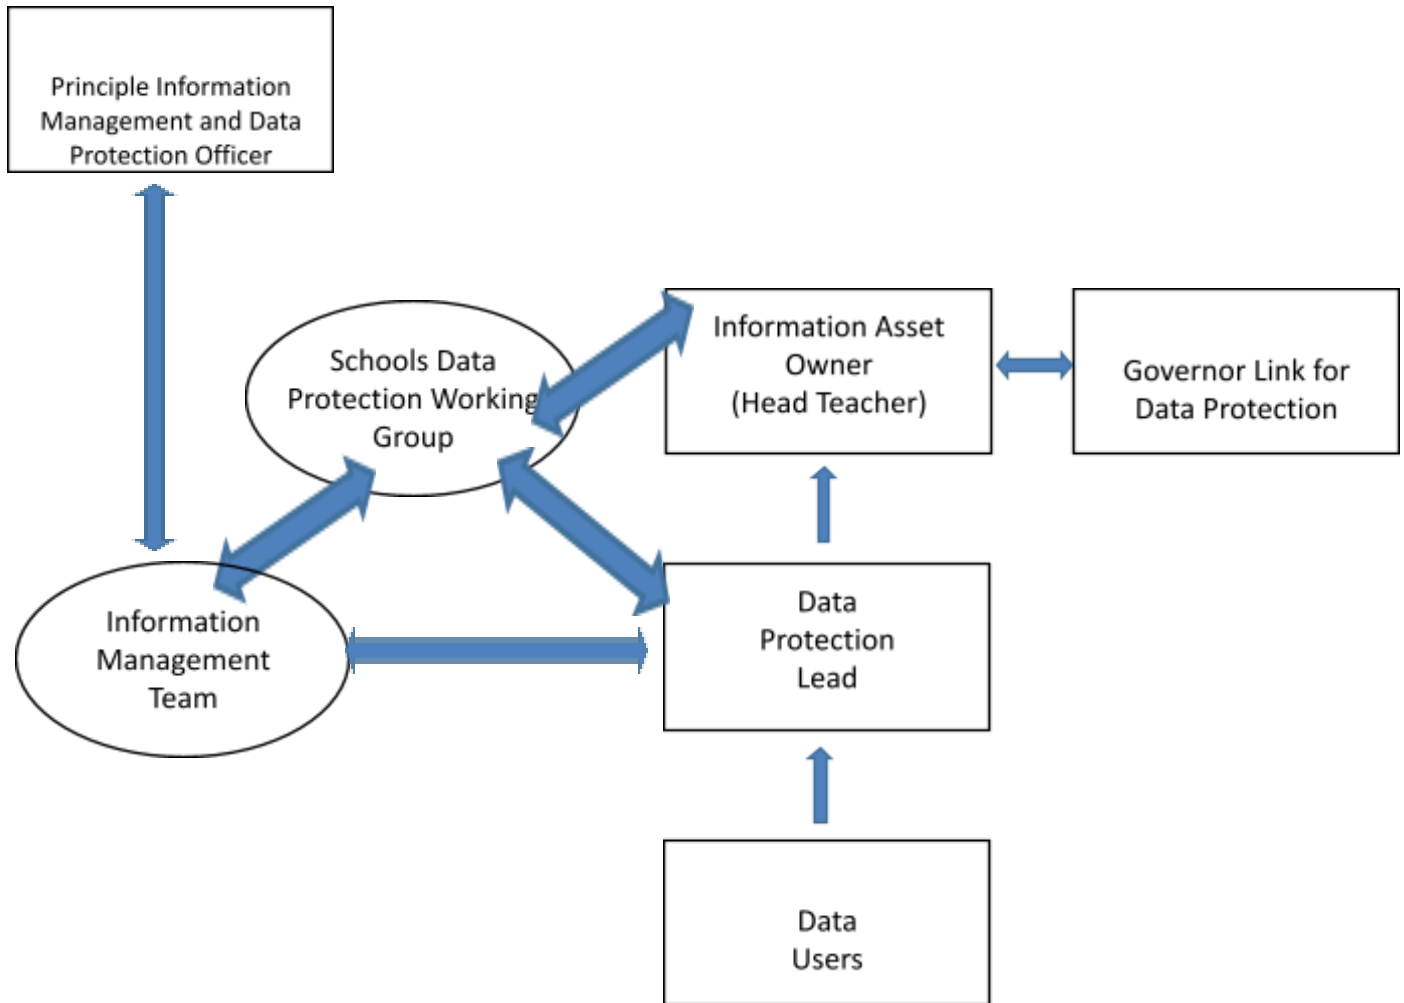 Principle Information
Management and Data
Protection Officer
Schools Data
Protection Working
Group
Information Asset
Owner
(Head Teacher)
Governor Link for
Data Protection
Information
Management
Team
Data
Protection
Lead
Data
Users